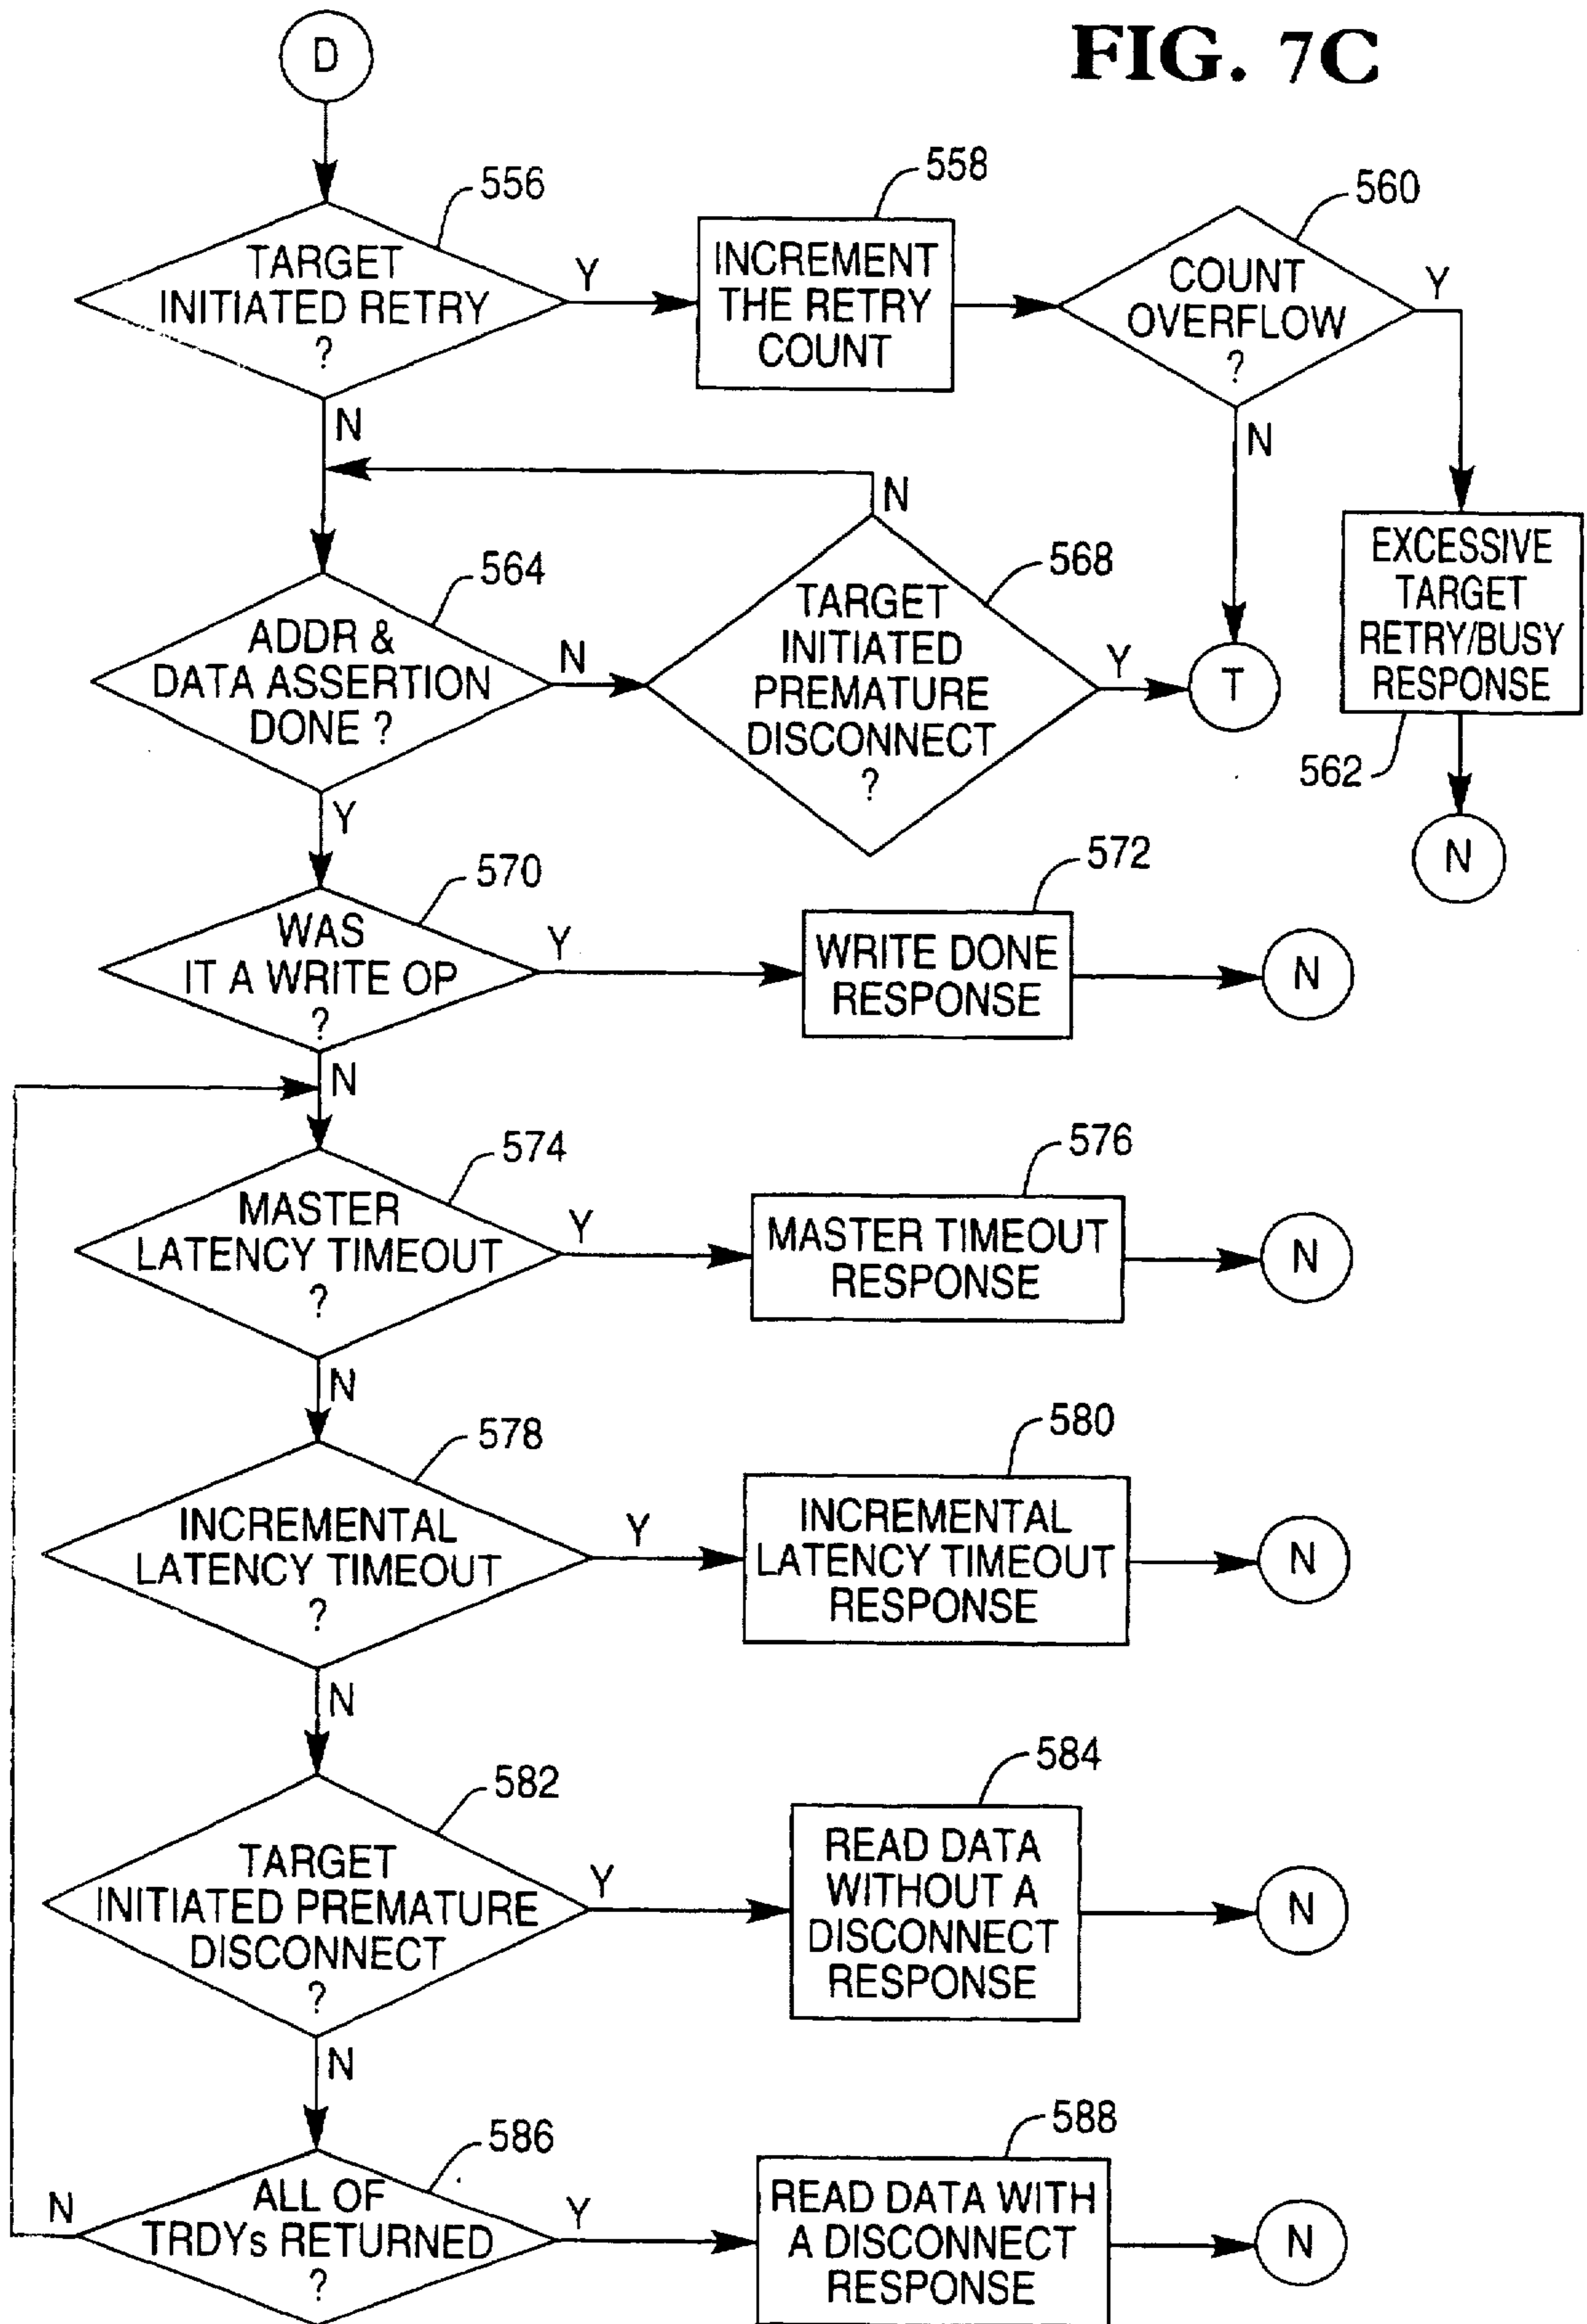 FIG. 7C
D
556
TARGET
INITIATED RETRY
?
Y
N
558
INCREMENT
THE RETRY
COUNT
560
COUNT
OVERFLOW
?
Y
N
EXCESSIVE
TARGET
RETRY/BUSY
RESPONSE
562
N
564
ADDR &
DATA ASSERTION
DONE ?
N
Y
568
TARGET
INITIATED
PREMATURE
DISCONNECT
?
N
Y
T
570
WAS
IT A WRITE OP
?
Y
N
572
WRITE DONE
RESPONSE
N
574
MASTER
LATENCY TIMEOUT
?
Y
N
576
MASTER TIMEOUT
RESPONSE
N
578
INCREMENTAL
LATENCY TIMEOUT
?
Y
N
580
INCREMENTAL
LATENCY TIMEOUT
RESPONSE
N
582
TARGET
INITIATED PREMATURE
DISCONNECT
?
Y
N
584
READ DATA
WITHOUT A
DISCONNECT
RESPONSE
N
586
ALL OF
TRDYs RETURNED
?
N
Y
588
READ DATA WITH
A DISCONNECT
RESPONSE
N